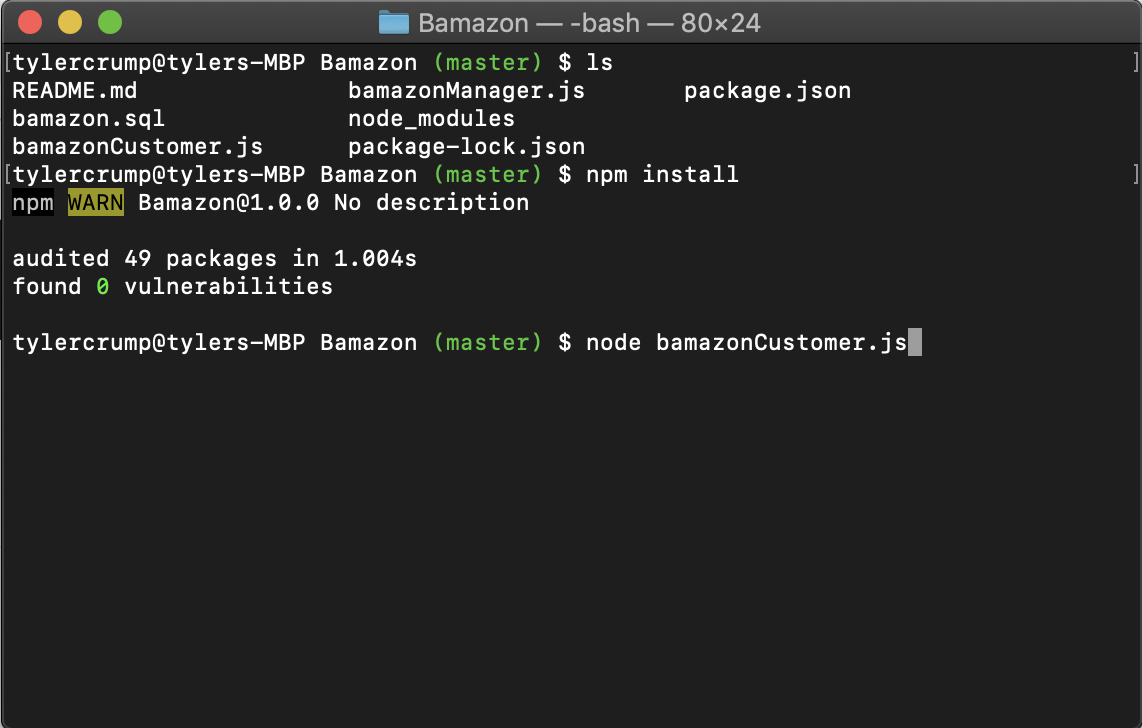 Bamazon — -bash — 80×24
[tylercrump@tylers-MBP Bamazon (master) $ ls ]
README.md bamazonManager.js package.json
bamazon.sql node_modules
bamazonCustomer.js package-lock.json
[tylercrump@tylers-MBP Bamazon (master) $ npm install ]
npm WARN Bamazon@1.0.0 No description
audited 49 packages in 1.004s
found 0 vulnerabilities
tylercrump@tylers-MBP Bamazon (master) $ node bamazonCustomer.js